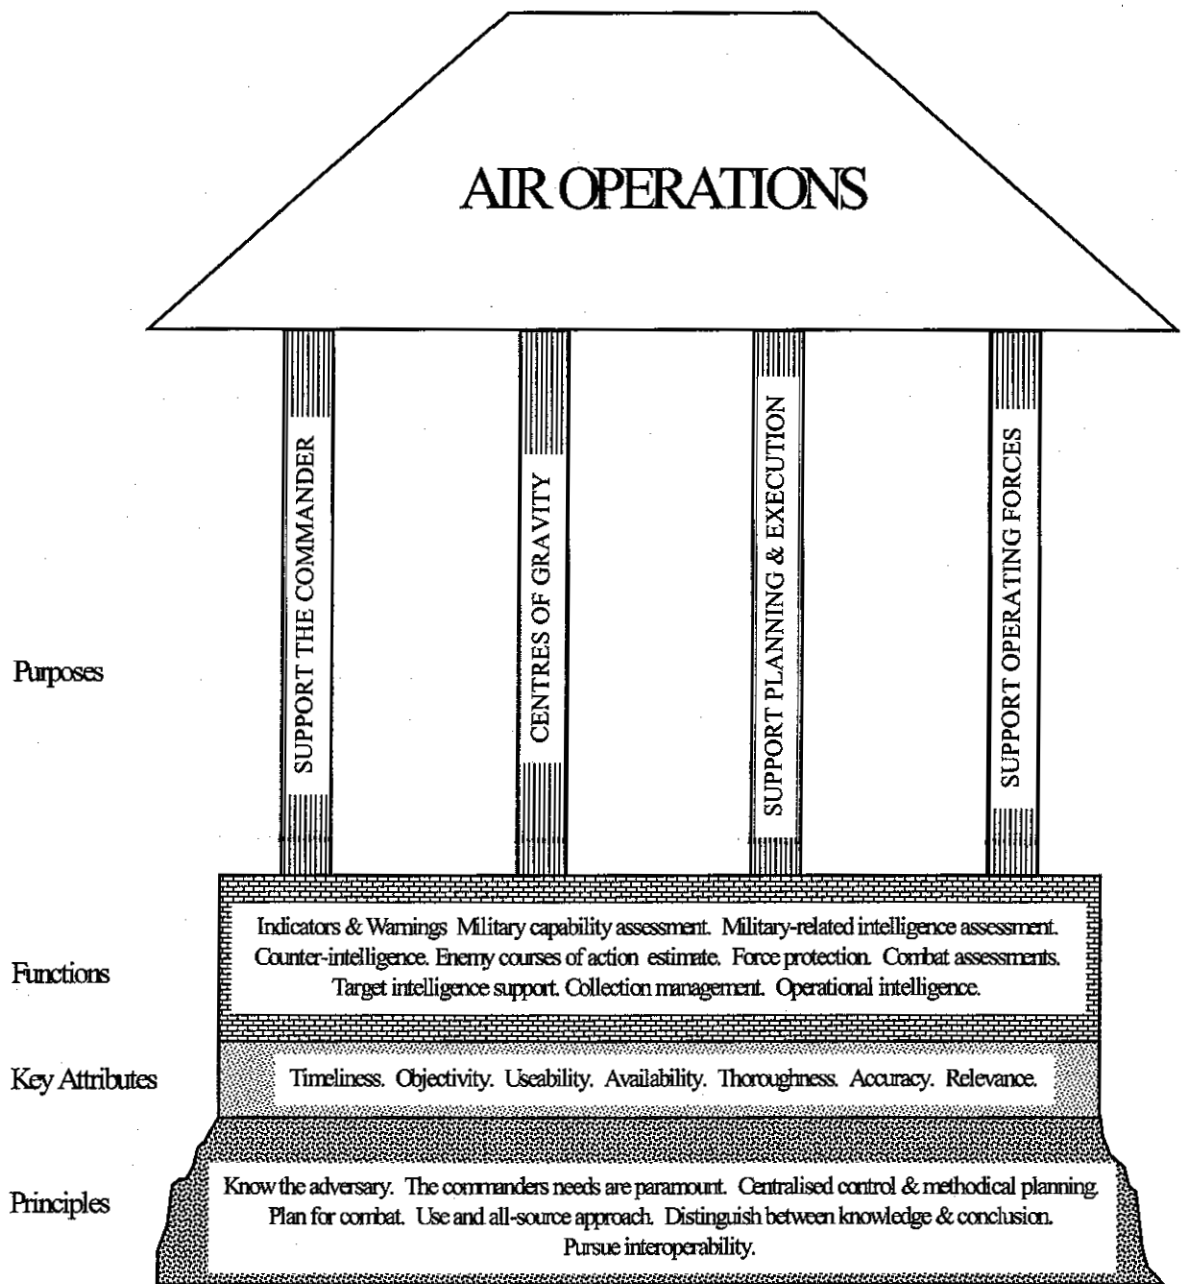 AIR OPERATIONS
SUPPORT THE COMMANDER
CENTRES OF GRAVITY
SUPPORT PLANNING & EXECUTION
SUPPORT OPERATING FORCES
Purposes
Functions
Indicators & Warnings Military capability assessment. Military-related intelligence assessment.
Counter-intelligence. Enemy courses of action estimate. Force protection. Combat assessments.
Target intelligence support. Collection management. Operational intelligence.
Key Attributes
Timeliness. Objectivity. Useability. Availability. Thoroughness. Accuracy. Relevance.
Principles
Know the adversary. The commanders needs are paramount. Centralised control & methodical planning.
Plan for combat. Use and all-source approach. Distinguish between knowledge & conclusion.
Pursue interoperability.